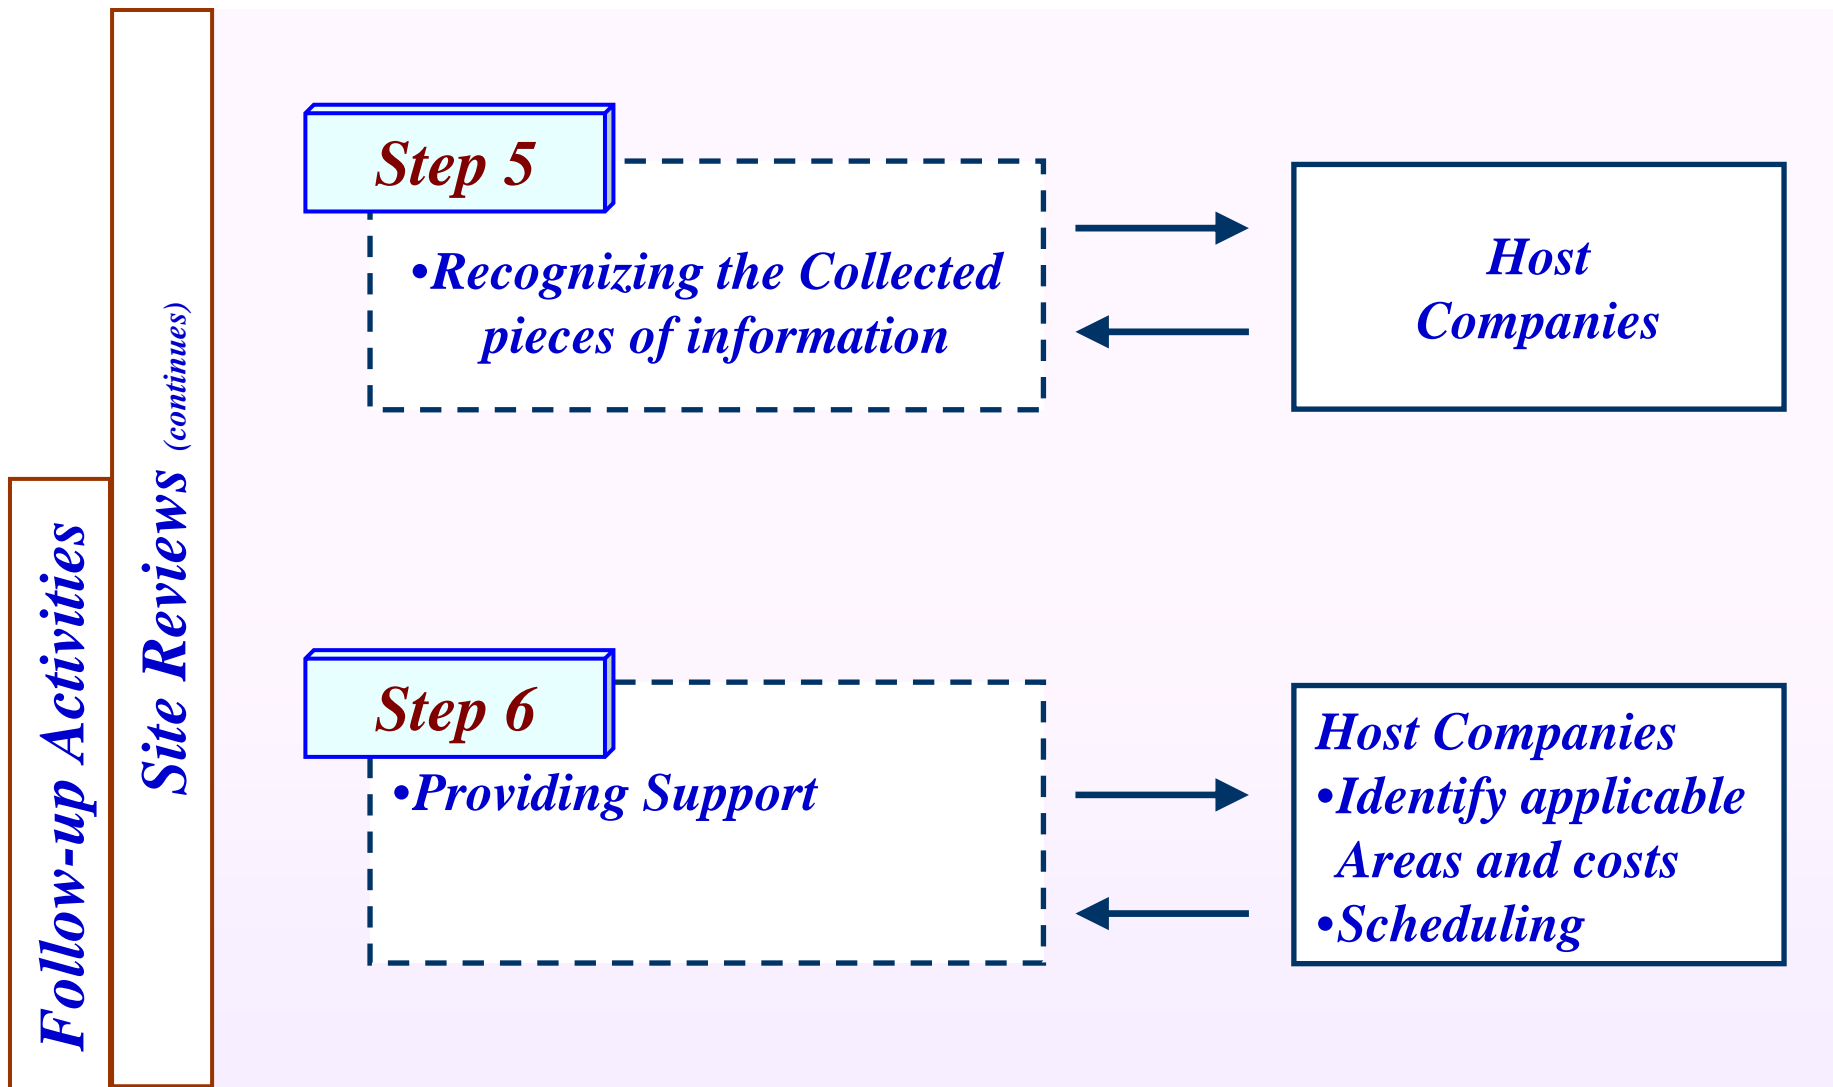 Follow-up Activities
Site Reviews (continues)
Step 5
•Recognizing the Collected
pieces of information
Host
Companies
Step 6
•Providing Support
Host Companies
•Identify applicable
Areas and costs
•Scheduling